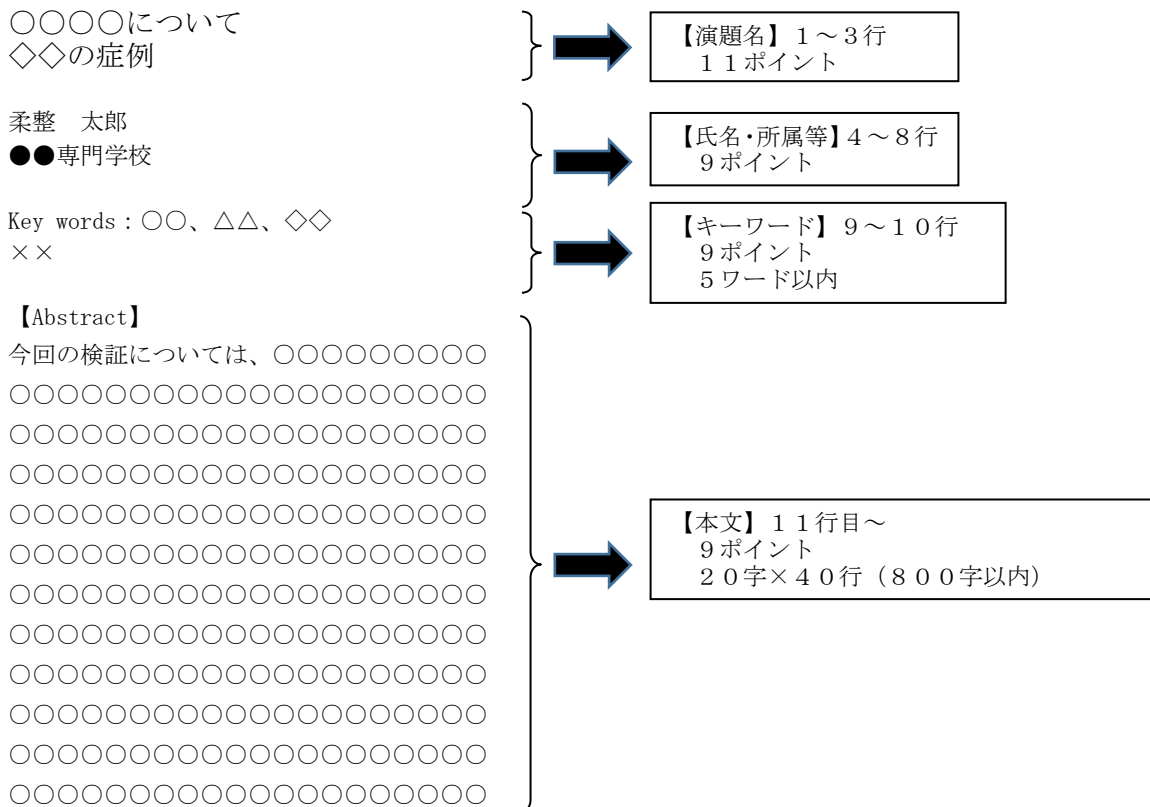 ○○○○について
◇◇の症例
【演題名】１～３行
１１ポイント
柔整　太郎
●●専門学校
【氏名・所属等】４～８行
９ポイント
Key words：○○、△△、◇◇
××
【キーワード】９～１０行
９ポイント
５ワード以内
【Abstract】
今回の検証については、○○○○○○○○○
○○○○○○○○○○○○○○○○○○○○
○○○○○○○○○○○○○○○○○○○○
○○○○○○○○○○○○○○○○○○○○
○○○○○○○○○○○○○○○○○○○○
○○○○○○○○○○○○○○○○○○○○
○○○○○○○○○○○○○○○○○○○○
○○○○○○○○○○○○○○○○○○○○
○○○○○○○○○○○○○○○○○○○○
○○○○○○○○○○○○○○○○○○○○
○○○○○○○○○○○○○○○○○○○○
○○○○○○○○○○○○○○○○○○○○
【本文】１１行目～
９ポイント
２０字×４０行（８００字以内）